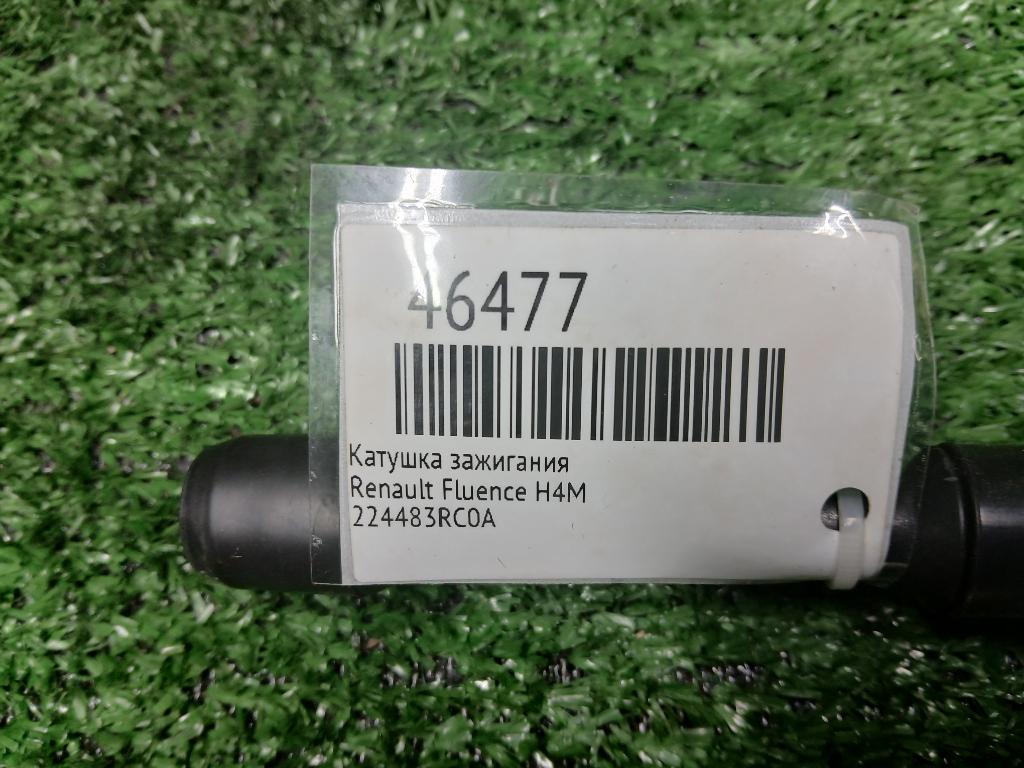 46477
Катушка зажигания
Renault Fluence H4M
224483RC0A